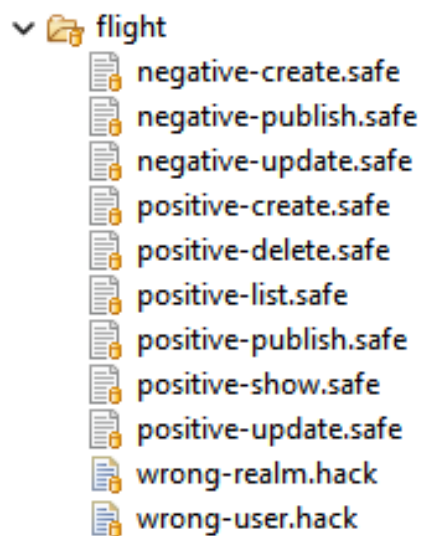 flight
negative-create.safe
negative-publish.safe
negative-update.safe
positive-create.safe
positive-delete.safe
positive-list.safe
positive-publish.safe
positive-show.safe
positive-update.safe
wrong-realm.hack
wrong-user.hack